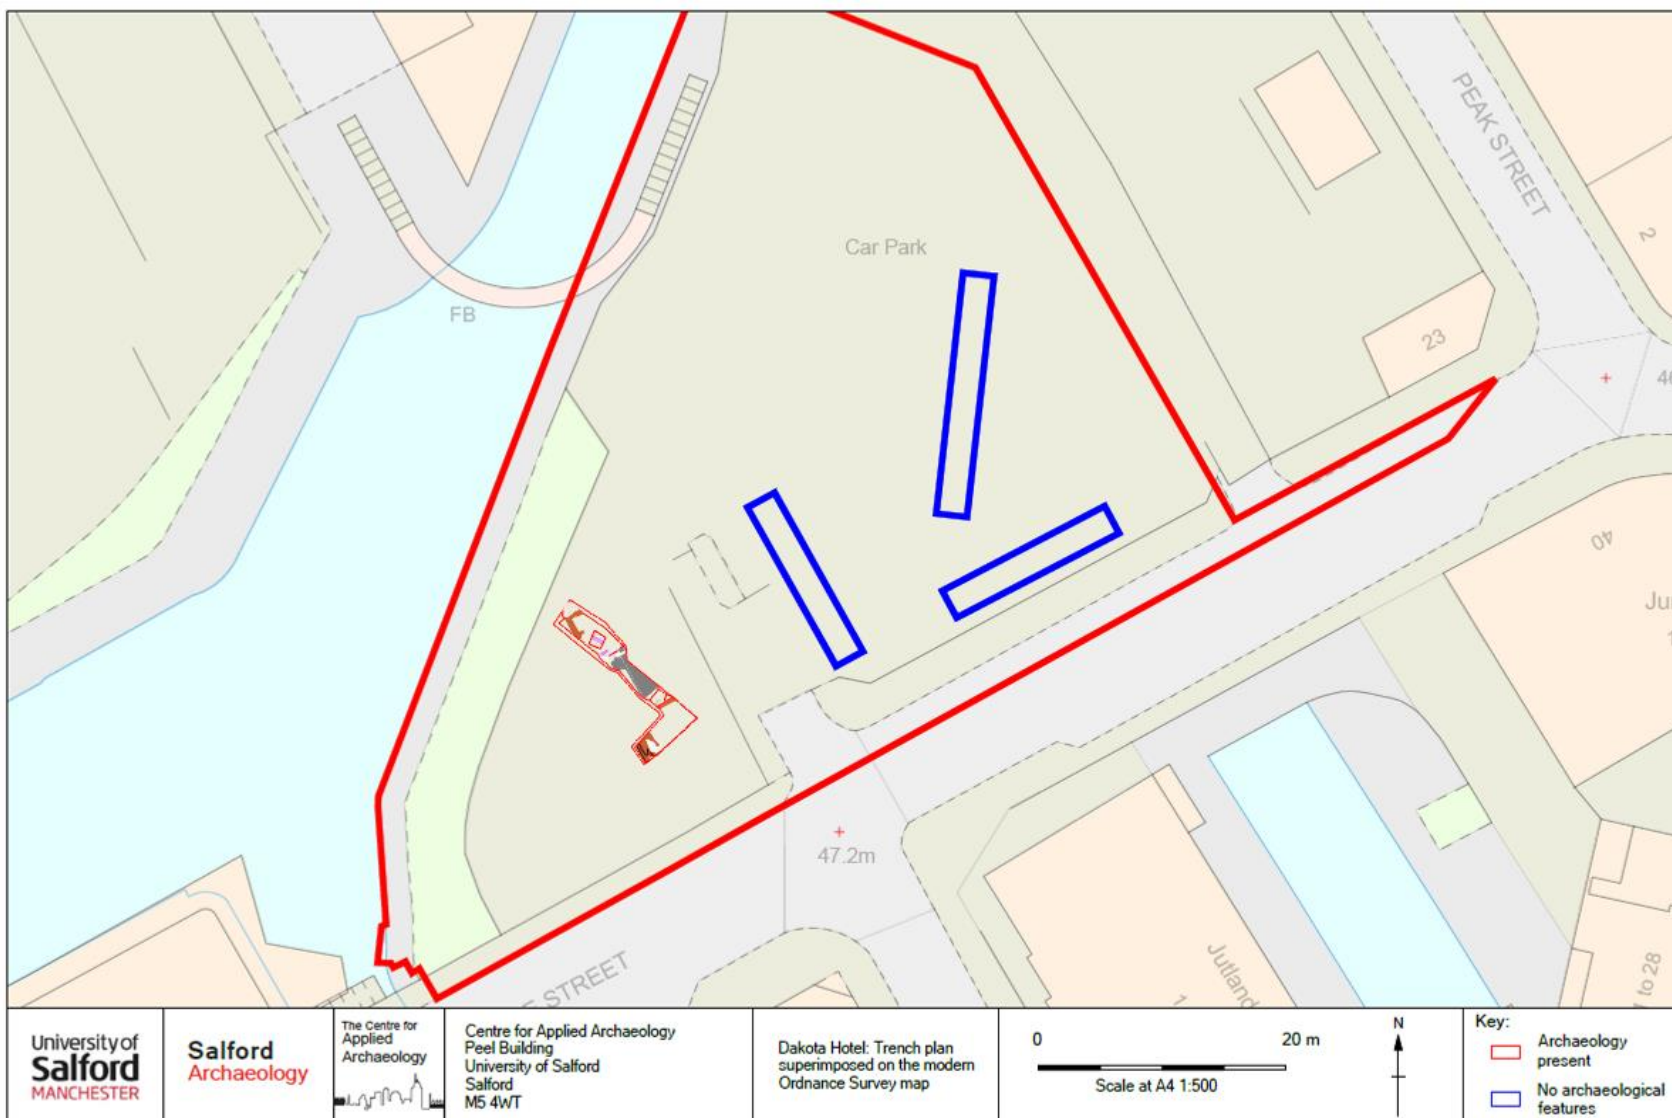 PEAK STREET
2
Car Park
FB
23
46
40
Ju
47.2m
STREET
Jutland
1
1 to 28
University of
Salford
MANCHESTER
Salford
Archaeology
The Centre for
Applied
Archaeology
Centre for Applied Archaeology
Peel Building
University of Salford
Salford
M5 4WT
Dakota Hotel: Trench plan
superimposed on the modern
Ordnance Survey map
0 20 m
Scale at A4 1:500
N
Key:
Archaeology
present
No archaeological
features